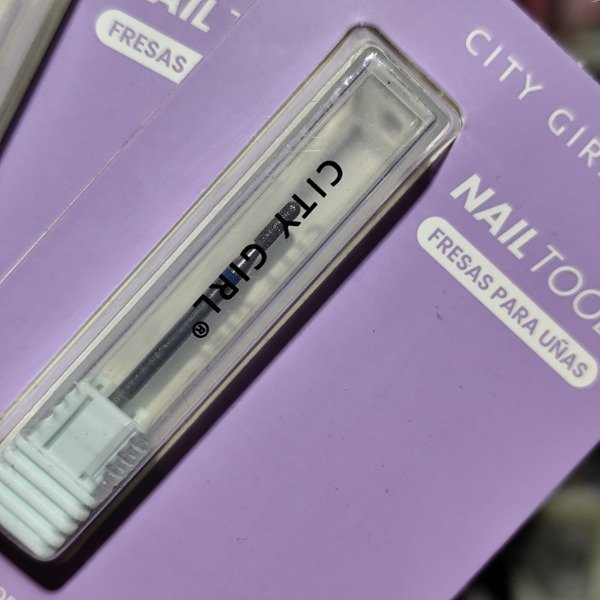 NAIL
FRESAS
CITY GIRL
NAIL TOOL
FRESAS PARA UÑAS
CITY GIRL®